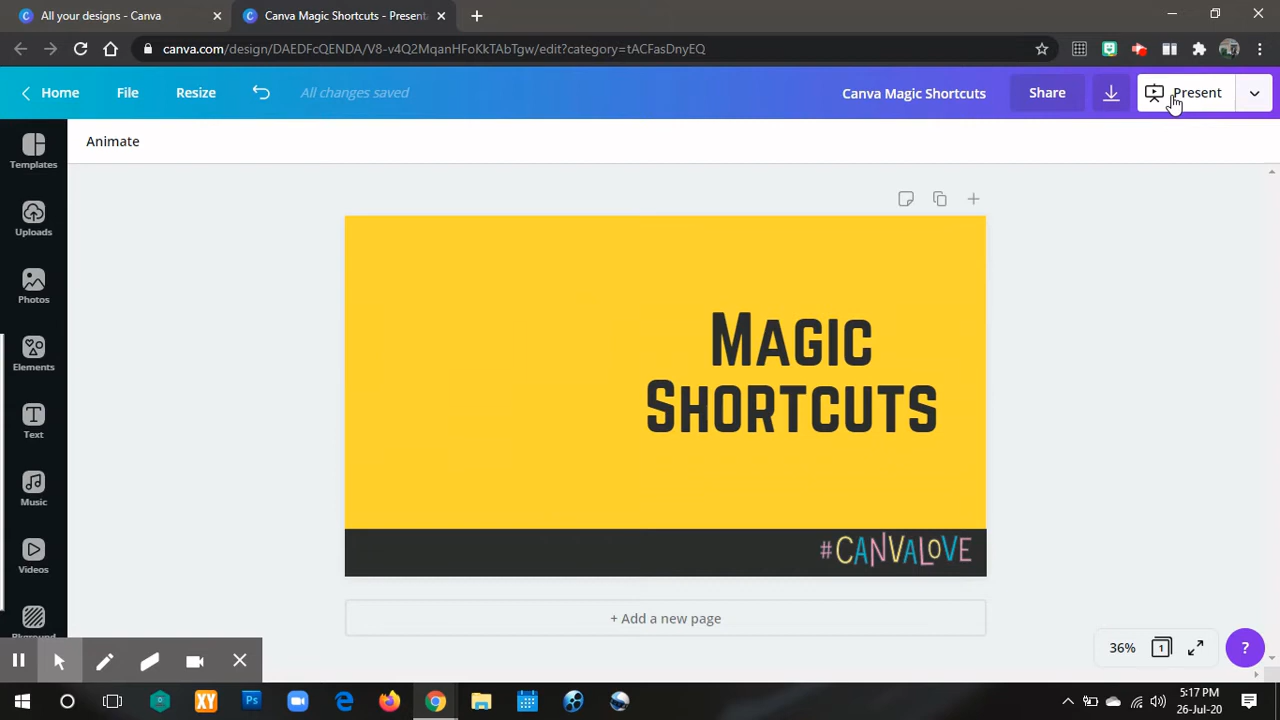 All your designs - Canva
Canva Magic Shortcuts - Present
canva.com/design/DAEDFcQENDA/V8-v4Q2MqanHFoKkTAbTgw/edit?category=tACFasDnyEQ
Home
File
Resize
All changes saved
Canva Magic Shortcuts
Share
Present
Templates
Animate
Uploads
Photos
Elements
Text
Music
Videos
MAGIC
SHORTCUTS
#CANVALOVE
+ Add a new page
36%
1
?
XY
Ps
5:17 PM
26-Jul-20